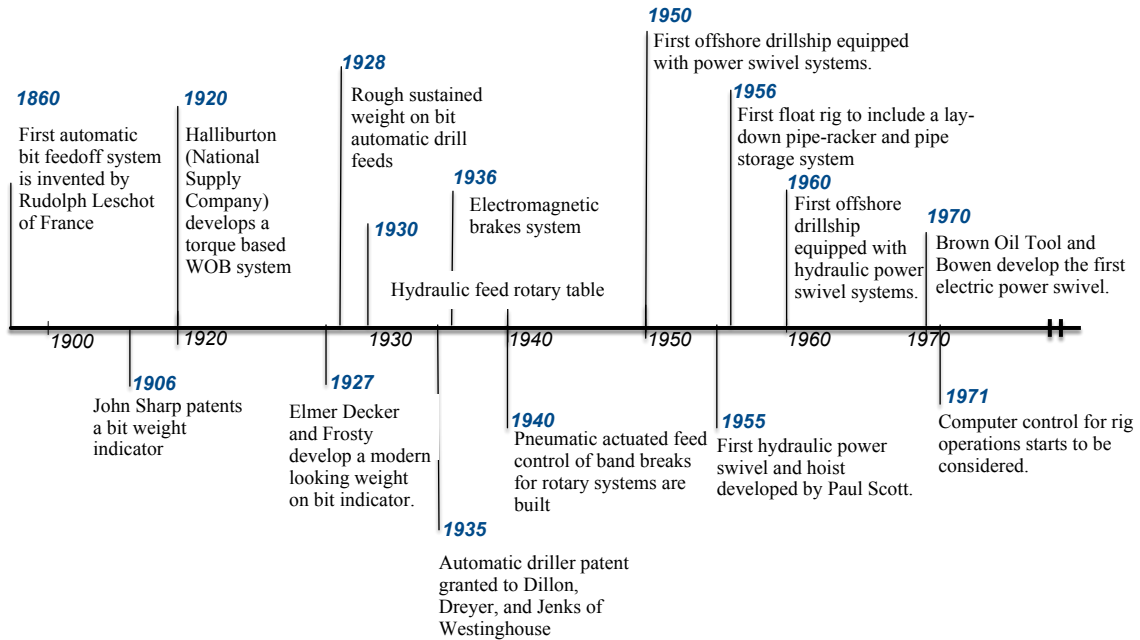 1860
First automatic
bit feedoff system
is invented by
Rudolph Leschot
of France
1920
Halliburton
(National
Supply
Company)
develops a
torque based
WOB system
1928
Rough sustained
weight on bit
automatic drill
feeds
1930
Hydraulic feed rotary table
1936
Electromagnetic
brakes system
1950
First offshore drillship equipped
with power swivel systems.
1956
First float rig to include a lay-
down pipe-racker and pipe
storage system
1960
First offshore
drillship
equipped with
hydraulic power
swivel systems.
1970
Brown Oil Tool and
Bowen develop the first
electric power swivel.
1900
1920
1930
1940
1950
1960
1970
1906
John Sharp patents
a bit weight
indicator
1927
Elmer Decker
and Frosty
develop a modern
looking weight
on bit indicator.
1935
Automatic driller patent
granted to Dillon,
Dreyer, and Jenks of
Westinghouse
1940
Pneumatic actuated feed
control of band breaks
for rotary systems are
built
1955
First hydraulic power
swivel and hoist
developed by Paul Scott.
1971
Computer control for rig
operations starts to be
considered.